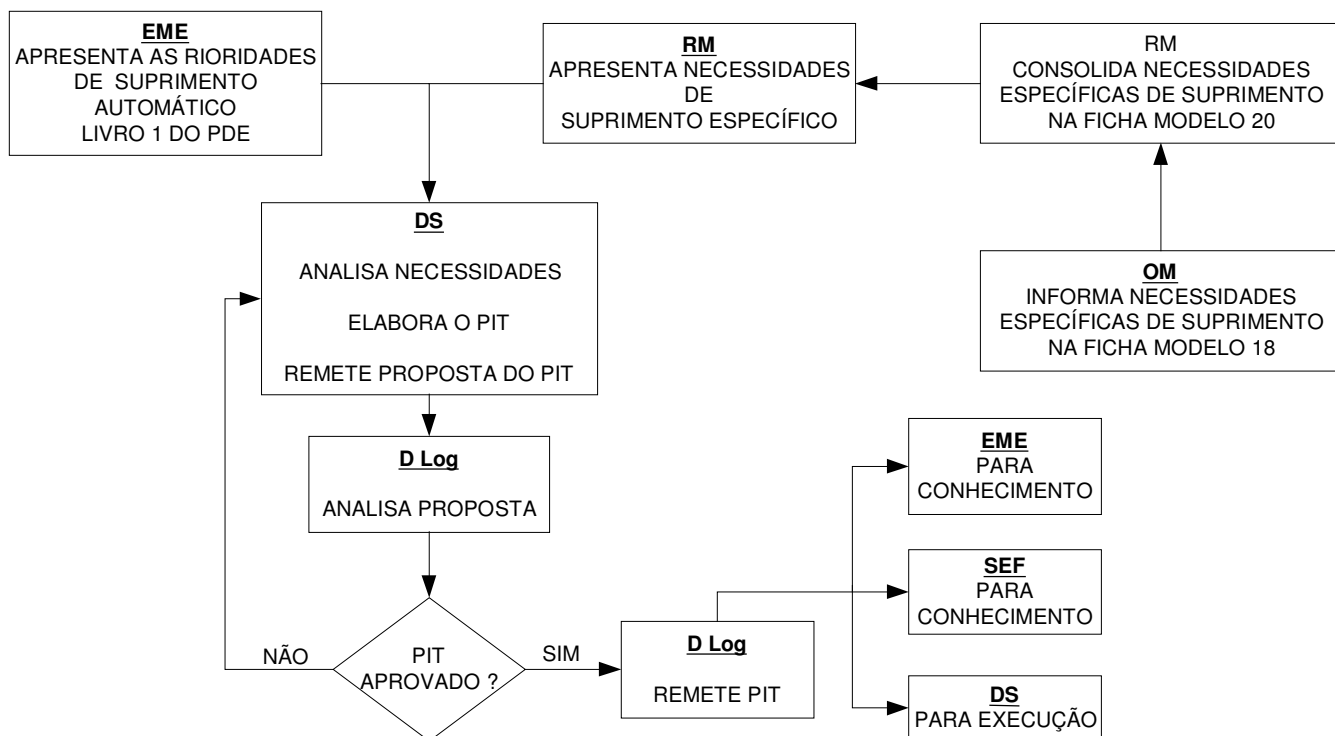 EME
APRESENTA AS RIORIDADES
DE SUPRIMENTO
AUTOMÁTICO
LIVRO 1 DO PDE
RM
APRESENTA NECESSIDADES
DE
SUPRIMENTO ESPECÍFICO
RM
CONSOLIDA NECESSIDADES
ESPECÍFICAS DE SUPRIMENTO
NA FICHA MODELO 20
OM
INFORMA NECESSIDADES
ESPECÍFICAS DE SUPRIMENTO
NA FICHA MODELO 18
DS
ANALISA NECESSIDADES
ELABORA O PIT
REMETE PROPOSTA DO PIT
D Log
ANALISA PROPOSTA
PIT
APROVADO ?
NÃO
SIM
D Log
REMETE PIT
EME
PARA
CONHECIMENTO
SEF
PARA
CONHECIMENTO
DS
PARA EXECUÇÃO